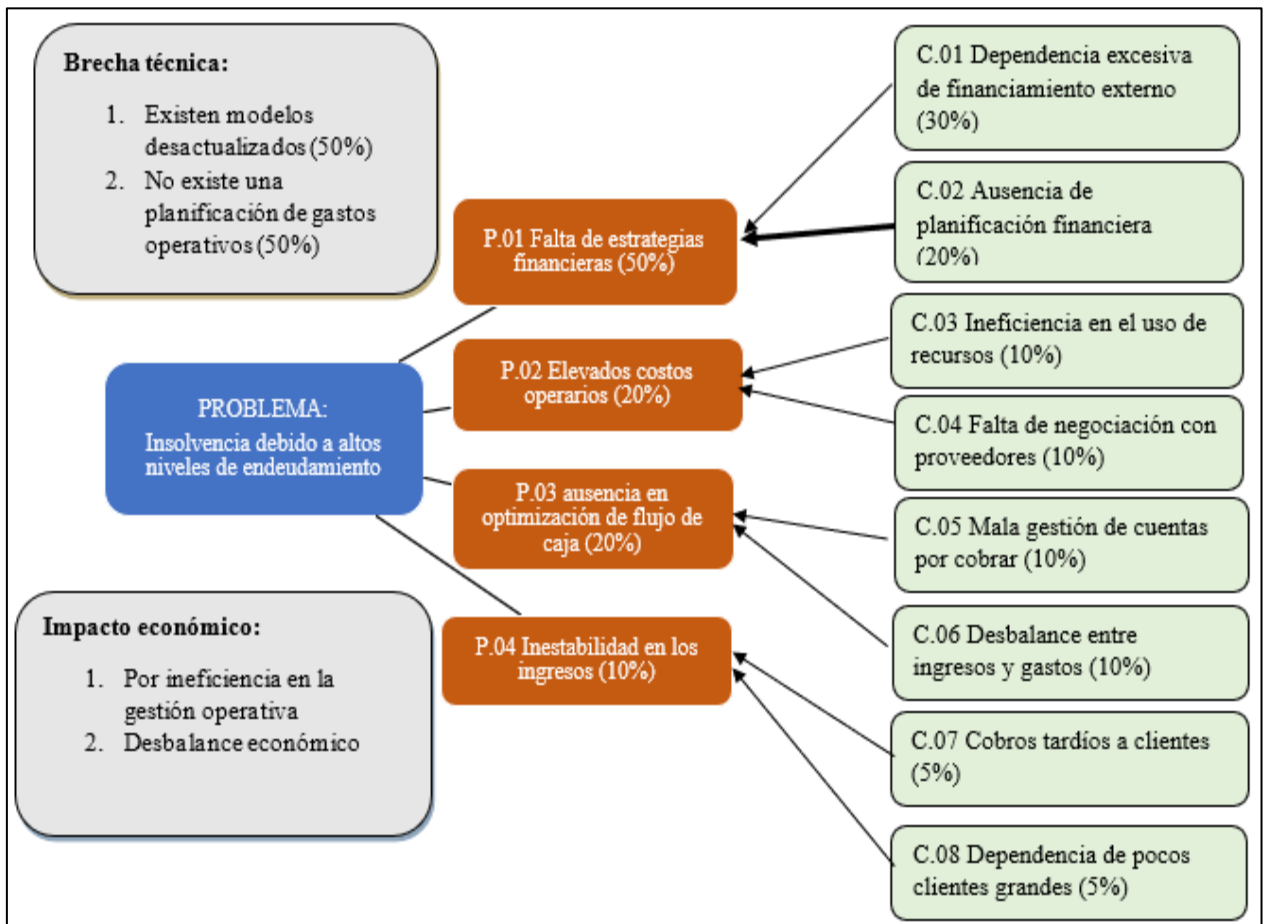 Brecha técnica:
1. Existen modelos
desactualizados (50%)
2. No existe una
planificación de gastos
operativos (50%)
PROBLEMA:
Insolvencia debido a altos
niveles de endeudamiento
Impacto económico:
1. Por ineficiencia en la
gestión operativa
2. Desbalance económico
P.01 Falta de estrategias
financieras (50%)
P.02 Elevados costos
operarios (20%)
P.03 ausencia en
optimización de flujo de
caja (20%)
P.04 Inestabilidad en los
ingresos (10%)
C.01 Dependencia excesiva
de financiamiento externo
(30%)
C.02 Ausencia de
planificación financiera
(20%)
C.03 Ineficiencia en el uso de
recursos (10%)
C.04 Falta de negociación con
proveedores (10%)
C.05 Mala gestión de cuentas
por cobrar (10%)
C.06 Desbalance entre
ingresos y gastos (10%)
C.07 Cobros tardíos a clientes
(5%)
C.08 Dependencia de pocos
clientes grandes (5%)